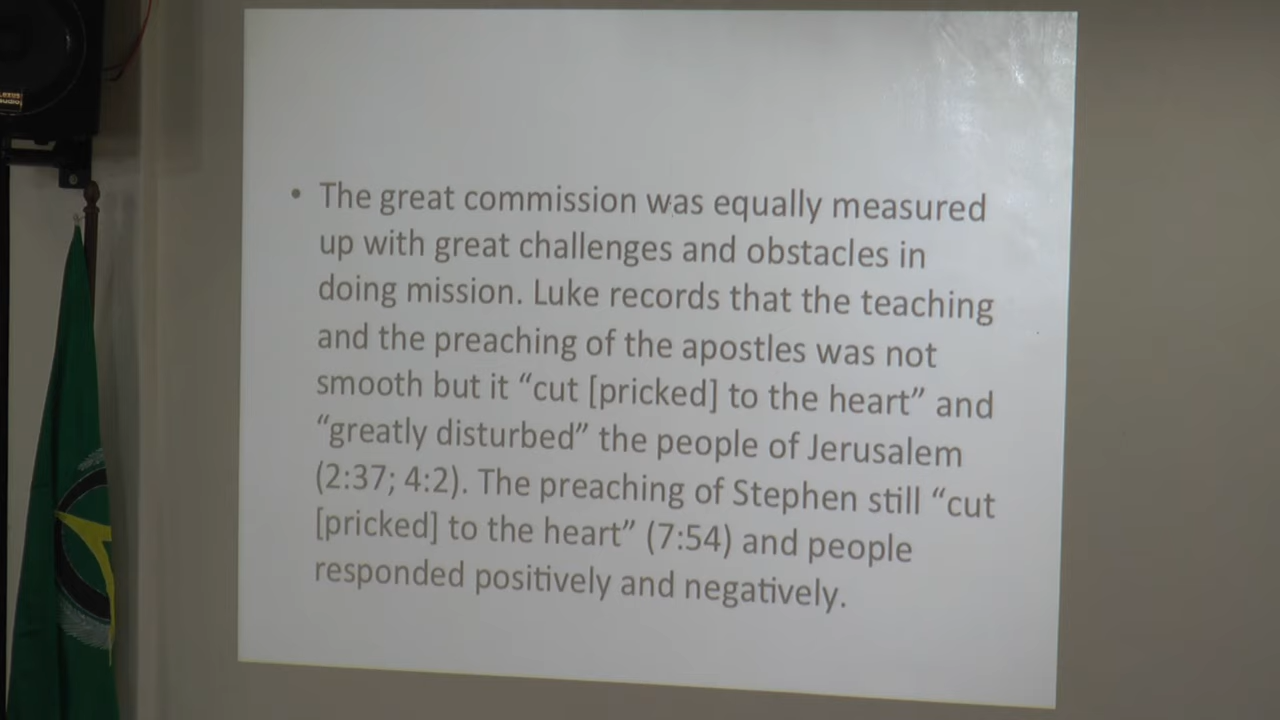 • The great commission was equally measured
up with great challenges and obstacles in
doing mission. Luke records that the teaching
and the preaching of the apostles was not
smooth but it “cut [pricked] to the heart” and
“greatly disturbed” the people of Jerusalem
(2:37; 4:2). The preaching of Stephen still “cut
[pricked] to the heart” (7:54) and people
responded positively and negatively.